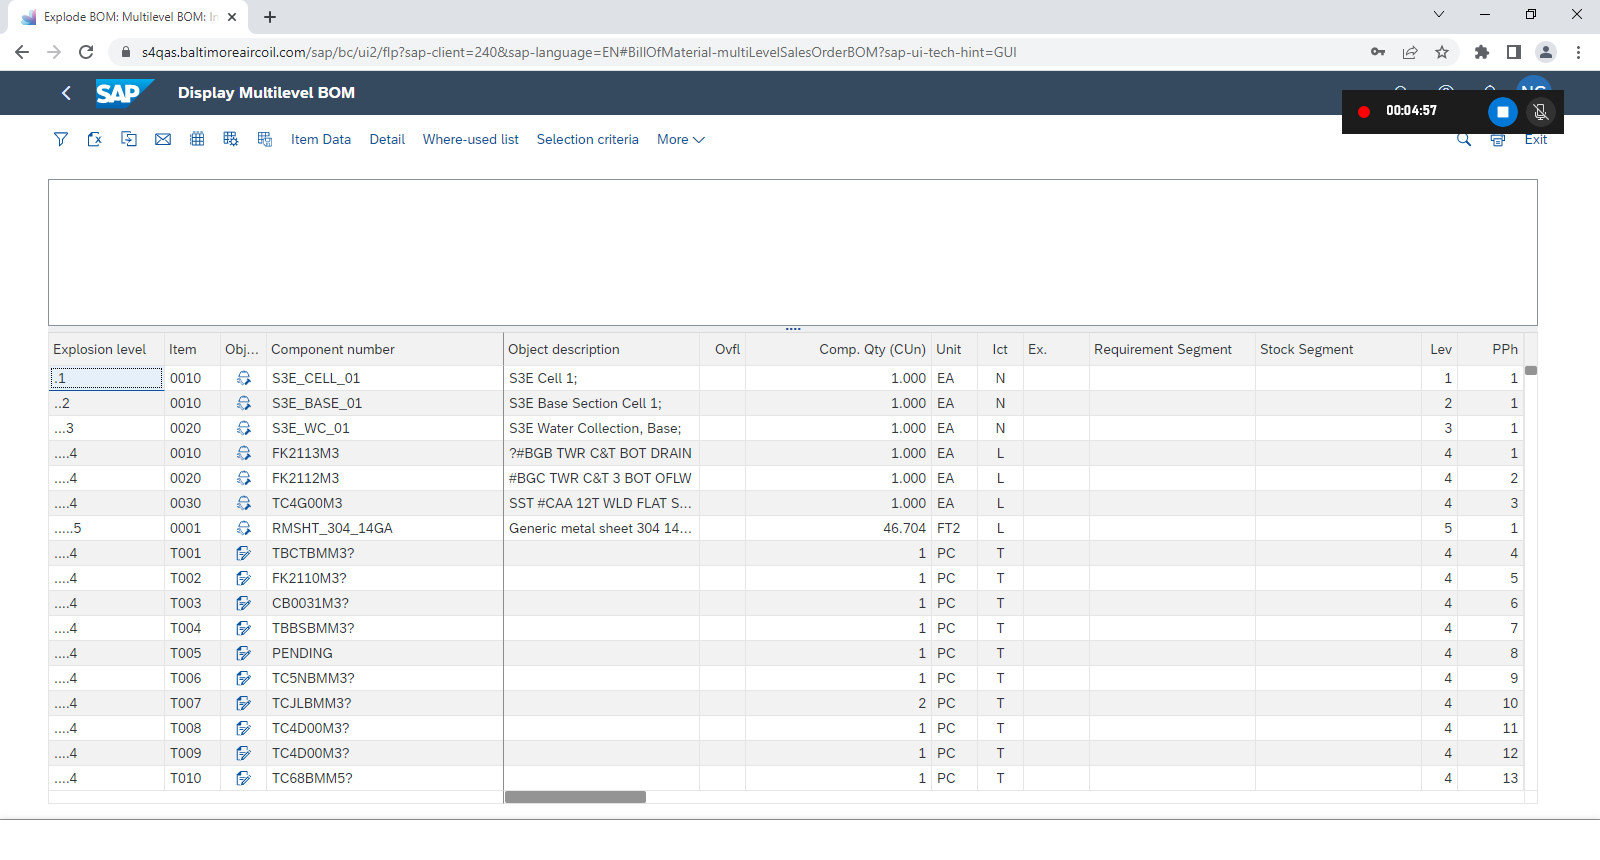 Explode BOM: Multilevel BOM: In
s4qas.baltimoreaircoil.com/sap/bc/ui2/flp?sap-client=240&sap-language=EN#BillOfMaterial-multiLevelSalesOrderBOM?sap-ui-tech-hint=GUI
SAP Display Multilevel BOM
00:04:57
Item Data Detail Where-used list Selection criteria More Exit
Explosion level Item Obj... Component number Object description Ovfl Comp. Qty (CUn) Unit Ict Ex. Requirement Segment Stock Segment Lev PPh
.1 0010 S3E_CELL_01 S3E Cell 1; 1.000 EA N 1 1
..2 0010 S3E_BASE_01 S3E Base Section Cell 1; 1.000 EA N 2 1
...3 0020 S3E_WC_01 S3E Water Collection, Base; 1.000 EA N 3 1
....4 0010 FK2113M3 ?#BGB TWR C&T BOT DRAIN 1.000 EA L 4 1
....4 0020 FK2112M3 #BGC TWR C&T 3 BOT OFLW 1.000 EA L 4 2
....4 0030 TC4G00M3 SST #CAA 12T WLD FLAT S... 1.000 EA L 4 3
.....5 0001 RMSHT_304_14GA Generic metal sheet 304 14... 46.704 FT2 L 5 1
....4 T001 TBCTBMM3? 1 PC T 4 4
....4 T002 FK2110M3? 1 PC T 4 5
....4 T003 CB0031M3? 1 PC T 4 6
....4 T004 TBBSBMM3? 1 PC T 4 7
....4 T005 PENDING 1 PC T 4 8
....4 T006 TC5NBMM3? 1 PC T 4 9
....4 T007 TCJLBMM3? 2 PC T 4 10
....4 T008 TC4D00M3? 1 PC T 4 11
....4 T009 TC4D00M3? 1 PC T 4 12
....4 T010 TC68BMM5? 1 PC T 4 13